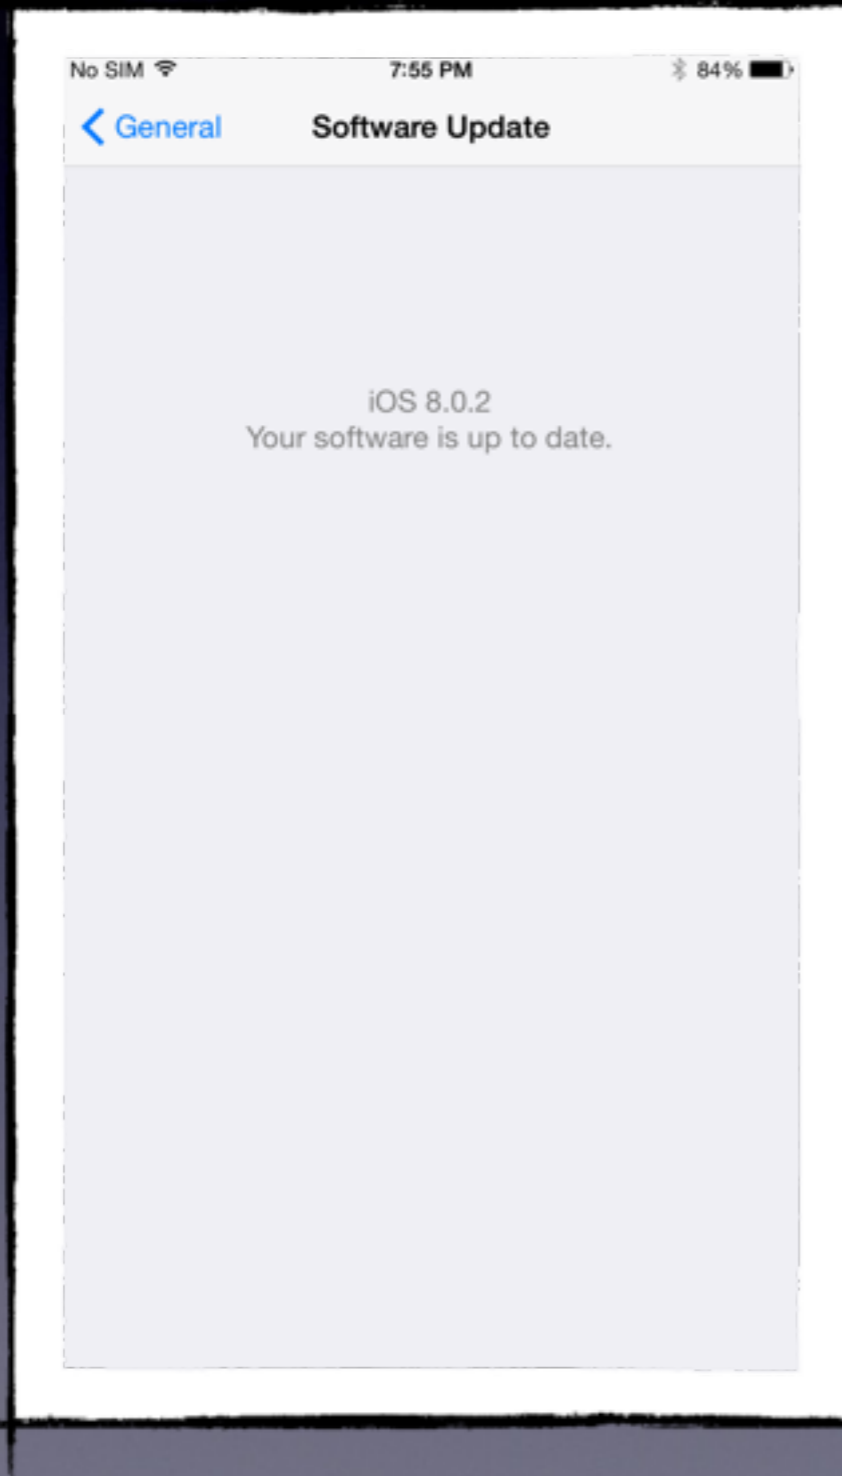 No SIM 7:55 PM 84%
General Software Update
iOS 8.0.2
Your software is up to date.